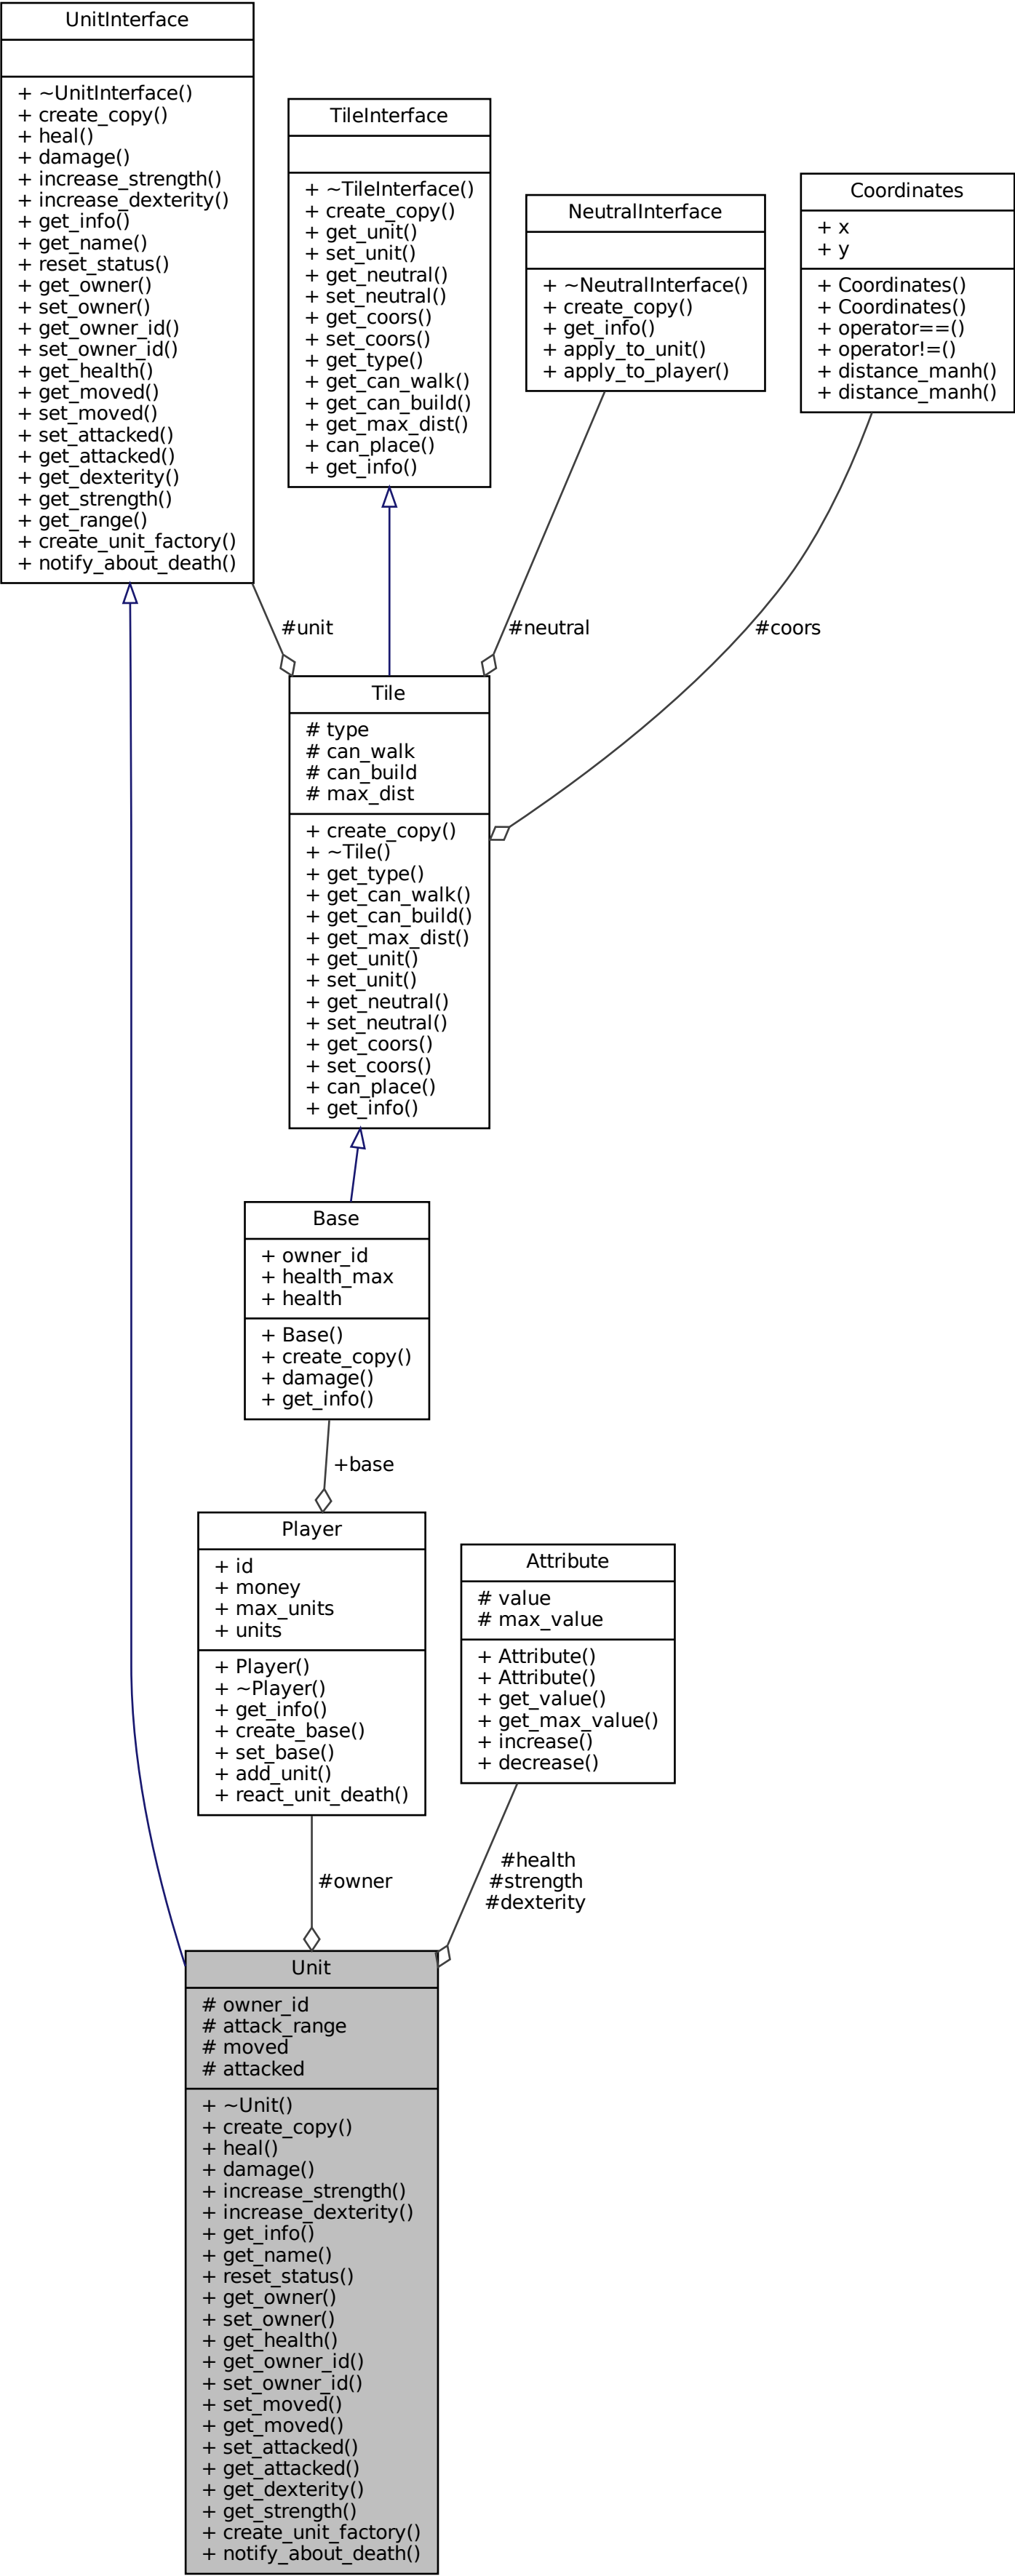 UnitInterface
+ ~UnitInterface()
+ create_copy()
+ heal()
+ damage()
+ increase_strength()
+ increase_dexterity()
+ get_info()
+ get_name()
+ reset_status()
+ get_owner()
+ set_owner()
+ get_owner_id()
+ set_owner_id()
+ get_health()
+ get_moved()
+ set_moved()
+ set_attacked()
+ get_attacked()
+ get_dexterity()
+ get_strength()
+ get_range()
+ create_unit_factory()
+ notify_about_death()
TileInterface
+ ~TileInterface()
+ create_copy()
+ get_unit()
+ set_unit()
+ get_neutral()
+ set_neutral()
+ get_coors()
+ set_coors()
+ get_type()
+ get_can_walk()
+ get_can_build()
+ get_max_dist()
+ can_place()
+ get_info()
NeutralInterface
+ ~NeutralInterface()
+ create_copy()
+ get_info()
+ apply_to_unit()
+ apply_to_player()
Coordinates
+ x
+ y
+ Coordinates()
+ Coordinates()
+ operator==()
+ operator!=()
+ distance_manh()
+ distance_manh()
#unit
#neutral
#coors
Tile
# type
# can_walk
# can_build
# max_dist
+ create_copy()
+ ~Tile()
+ get_type()
+ get_can_walk()
+ get_can_build()
+ get_max_dist()
+ get_unit()
+ set_unit()
+ get_neutral()
+ set_neutral()
+ get_coors()
+ set_coors()
+ can_place()
+ get_info()
Base
+ owner_id
+ health_max
+ health
+ Base()
+ create_copy()
+ damage()
+ get_info()
+base
Player
+ id
+ money
+ max_units
+ units
+ Player()
+ ~Player()
+ get_info()
+ create_base()
+ set_base()
+ add_unit()
+ react_unit_death()
Attribute
# value
# max_value
+ Attribute()
+ Attribute()
+ get_value()
+ get_max_value()
+ increase()
+ decrease()
#owner
#health
#strength
#dexterity
Unit
# owner_id
# attack_range
# moved
# attacked
+ ~Unit()
+ create_copy()
+ heal()
+ damage()
+ increase_strength()
+ increase_dexterity()
+ get_info()
+ get_name()
+ reset_status()
+ get_owner()
+ set_owner()
+ get_health()
+ get_owner_id()
+ set_owner_id()
+ set_moved()
+ get_moved()
+ set_attacked()
+ get_attacked()
+ get_dexterity()
+ get_strength()
+ create_unit_factory()
+ notify_about_death()